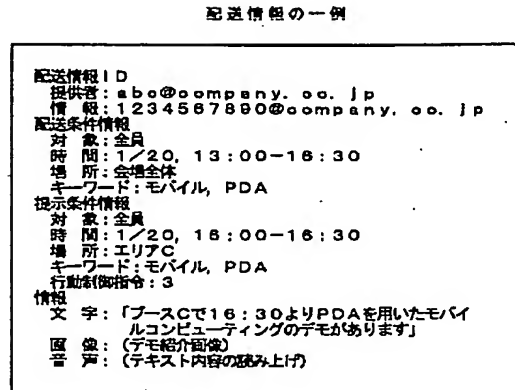 配送情報の一例
配送情報ID
提供者:abc@company.co.jp
情 報:1234567890@company.co.jp
配送条件情報
対 象:全員
時 間:1/20, 13:00-16:30
場 所:会場全体
キーワード:モバイル, PDA
提示条件情報
対 象:全員
時 間:1/20, 16:00-16:30
場 所:エリアC
キーワード:モバイル, PDA
行動制御指令:3
情報
文 字:「ブースCで16:30よりPDAを用いたモバイ
ルコンピューティングのデモがあります」
画 像:(デモ紹介画像)
音 声:(テキスト内容の読み上げ)